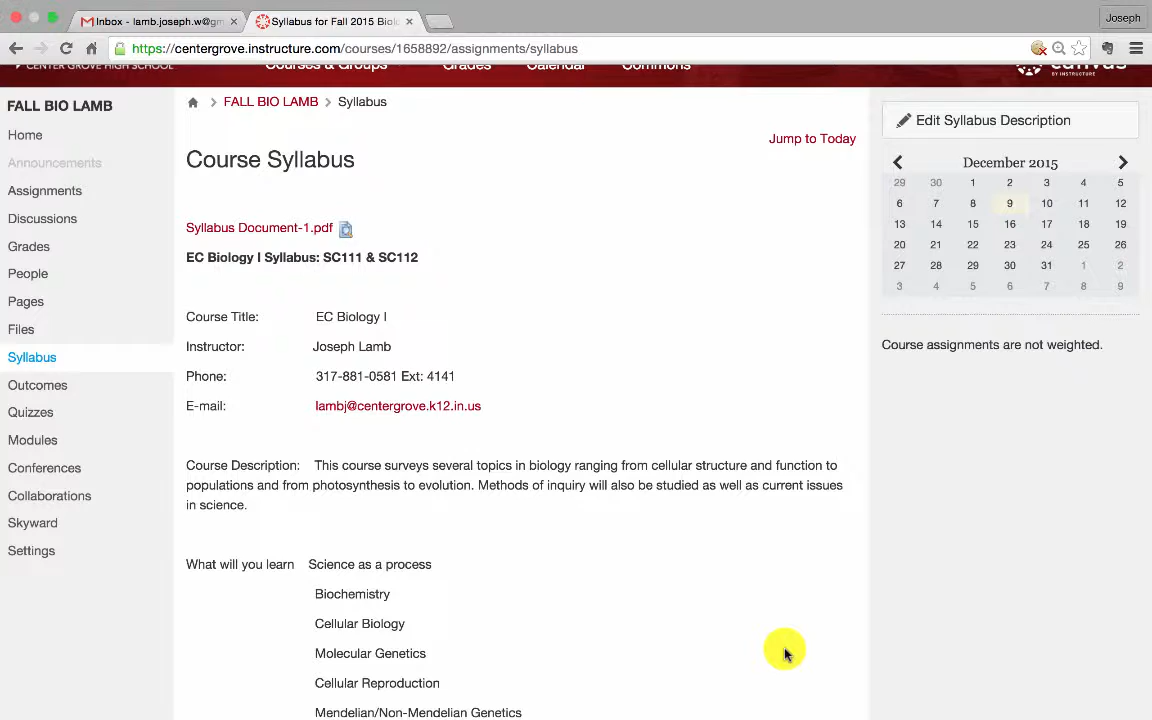 Inbox - lamb.joseph.w@gm
Syllabus for Fall 2015 Biolo
Joseph
https://centergrove.instructure.com/courses/1658892/assignments/syllabus
CENTER GROVE HIGH SCHOOL
Courses & Groups
Grades
Calendar
Commons
canvas
BY INSTRUCTURE
FALL BIO LAMB
Home
Announcements
Assignments
Discussions
Grades
People
Pages
Files
Syllabus
Outcomes
Quizzes
Modules
Conferences
Collaborations
Skyward
Settings
FALL BIO LAMB > Syllabus
Jump to Today
Course Syllabus
Syllabus Document-1.pdf
EC Biology I Syllabus: SC111 & SC112
Course Title: EC Biology I
Instructor: Joseph Lamb
Phone: 317-881-0581 Ext: 4141
E-mail: lambj@centergrove.k12.in.us
Course Description: This course surveys several topics in biology ranging from cellular structure and function to
populations and from photosynthesis to evolution. Methods of inquiry will also be studied as well as current issues
in science.
What will you learn Science as a process
Biochemistry
Cellular Biology
Molecular Genetics
Cellular Reproduction
Mendelian/Non-Mendelian Genetics
Edit Syllabus Description
December 2015
29 30 1 2 3 4 5
6 7 8 9 10 11 12
13 14 15 16 17 18 19
20 21 22 23 24 25 26
27 28 29 30 31 1 2
3 4 5 6 7 8 9
Course assignments are not weighted.